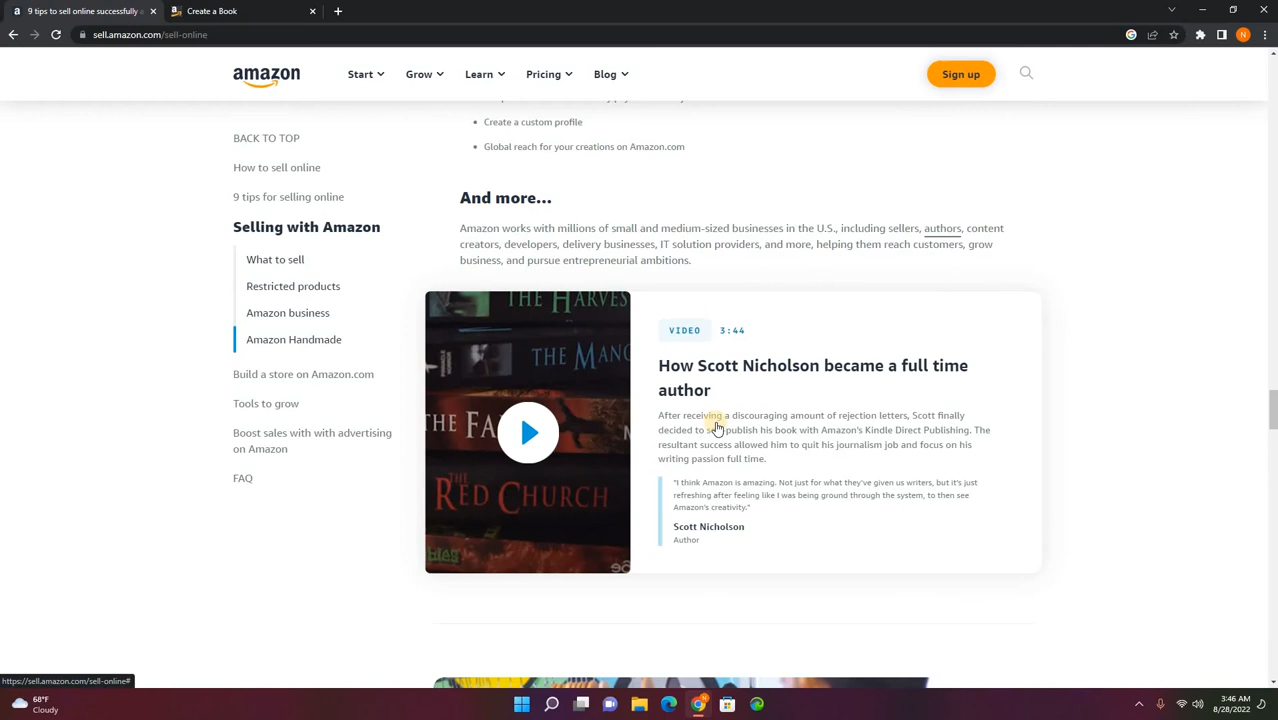 9 tips to sell online successfully
Create a Book
sell.amazon.com/sell-online
N
amazon
Start
Grow
Learn
Pricing
Blog
Sign up
BACK TO TOP
How to sell online
9 tips for selling online
Selling with Amazon
What to sell
Restricted products
Amazon business
Amazon Handmade
Build a store on Amazon.com
Tools to grow
Boost sales with with advertising
on Amazon
FAQ
Create a custom profile
Global reach for your creations on Amazon.com
And more...
Amazon works with millions of small and medium-sized businesses in the U.S., including sellers, authors, content
creators, developers, delivery businesses, IT solution providers, and more, helping them reach customers, grow
business, and pursue entrepreneurial ambitions.
THE HARVES
THE MANO
THE FA
THE
RED CHURCH
VIDEO 3:44
How Scott Nicholson became a full time
author
After receiving a discouraging amount of rejection letters, Scott finally
decided to publish his book with Amazon's Kindle Direct Publishing. The
resultant success allowed him to quit his journalism job and focus on his
writing passion full time.
"I think Amazon is amazing. Not just for what they've given us writers, but it's just
refreshing after feeling like I was being ground through the system, to then see
Amazon's creativity."
Scott Nicholson
Author
https://sell.amazon.com/sell-online#
68°F
Cloudy
3:46 AM
8/28/2022